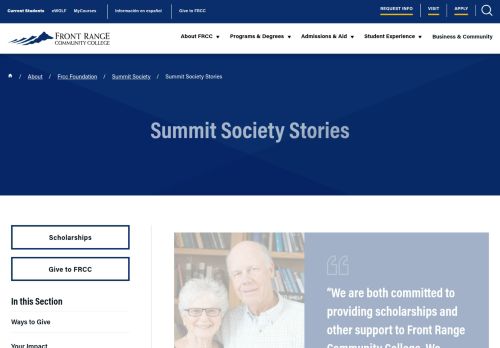 Current Students eWOLF MyCourses Información en español Give to FRCC REQUEST INFO VISIT APPLY
FRONT RANGE
COMMUNITY COLLEGE
About FRCC Programs & Degrees Admissions & Aid Student Experience Business & Community
/ About / Frcc Foundation / Summit Society / Summit Society Stories
Summit Society Stories
Scholarships
Give to FRCC
In this Section
Ways to Give
Your Impact
“We are both committed to
providing scholarships and
other support to Front Range
Community College. We